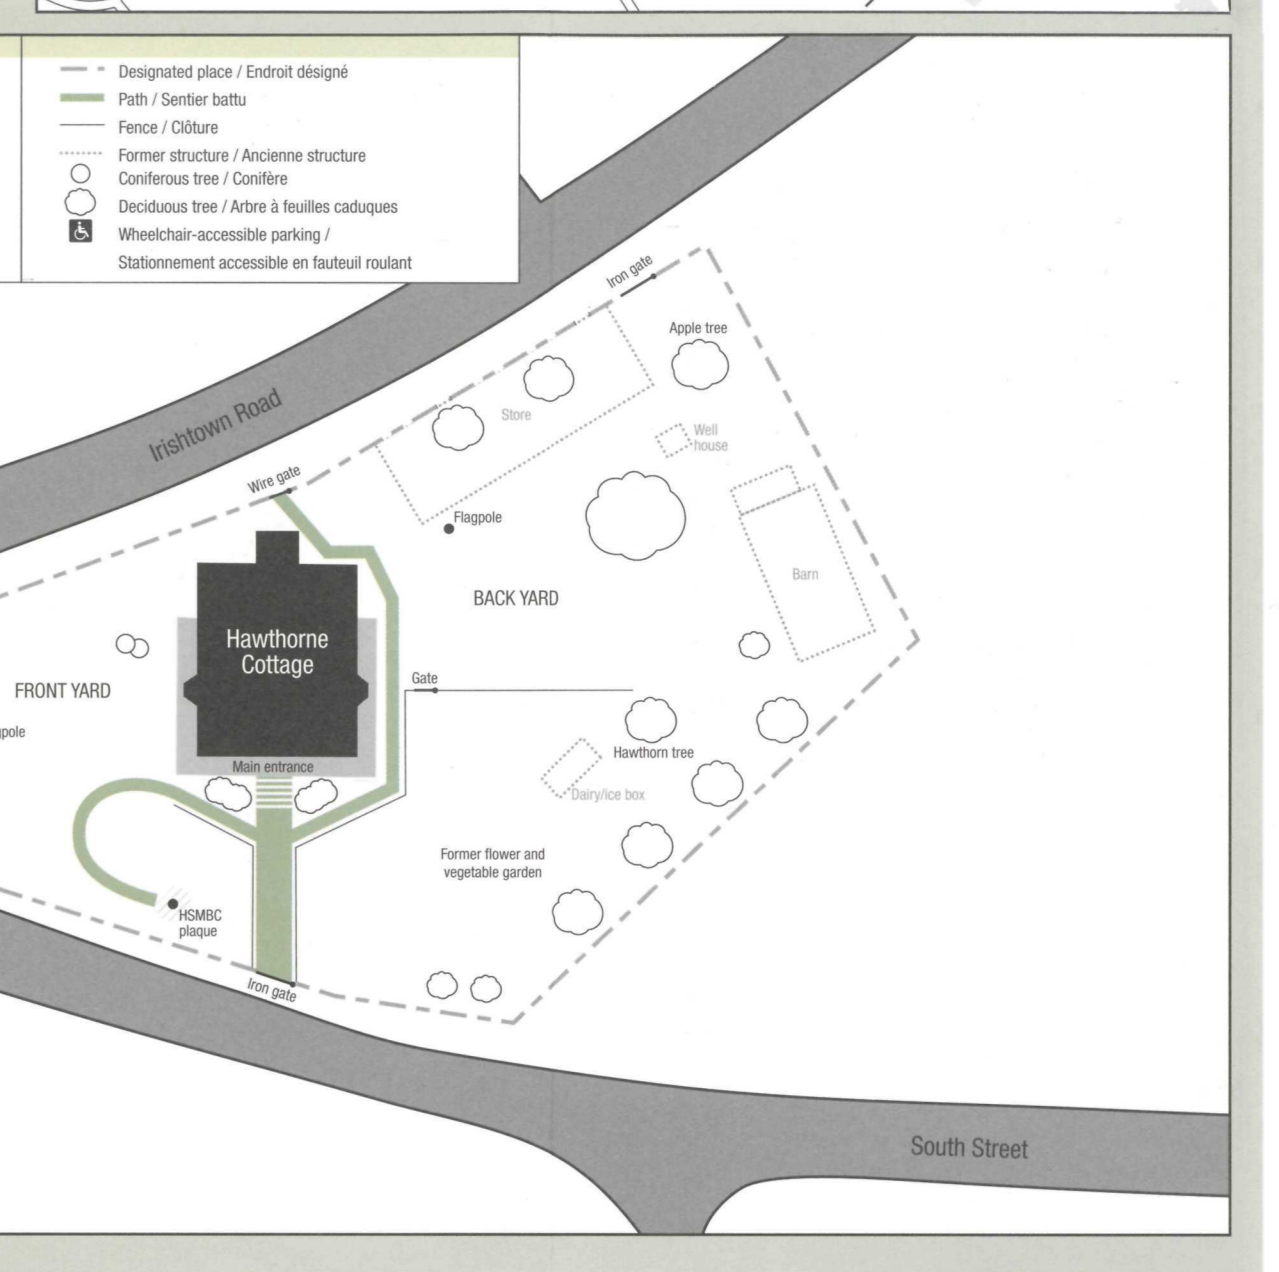 Designated place / Endroit désigné
Path / Sentier battu
Fence / Clôture
Former structure / Ancienne structure
Coniferous tree / Conifère
Deciduous tree / Arbre à feuilles caduques
Wheelchair-accessible parking /
Stationnement accessible en fauteuil roulant
Iron gate
Apple tree
Irishtown Road
Store
Well
house
Wire gate
Flagpole
Barn
BACK YARD
Hawthorne
Cottage
FRONT YARD
Gate
pole
Hawthorn tree
Main entrance
Dairy/ice box
Former flower and
vegetable garden
HSMBC
plaque
Iron gate
South Street